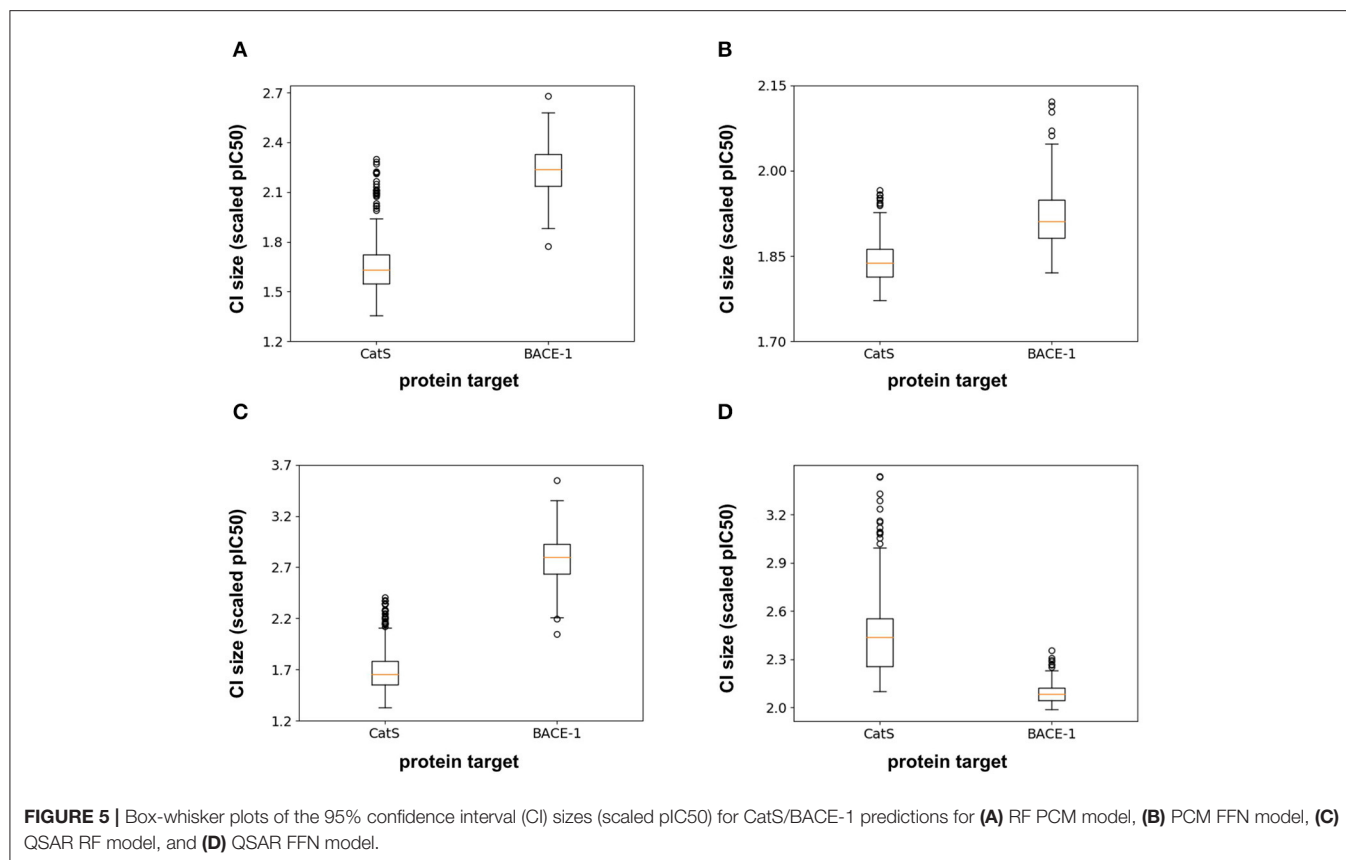 A
CI size (scaled pIC50)
2.7
2.4
2.1
1.8
1.5
1.2
CatS
BACE-1
protein target
B
CI size (scaled pIC50)
2.15
2.00
1.85
1.70
CatS
BACE-1
protein target
C
CI size (scaled pIC50)
3.7
3.2
2.7
2.2
1.7
1.2
CatS
BACE-1
protein target
D
CI size (scaled pIC50)
3.2
2.9
2.6
2.3
2.0
CatS
BACE-1
protein target
FIGURE 5 | Box-whisker plots of the 95% confidence interval (CI) sizes (scaled pIC50) for CatS/BACE-1 predictions for (A) RF PCM model, (B) PCM FFN model, (C)
QSAR RF model, and (D) QSAR FFN model.